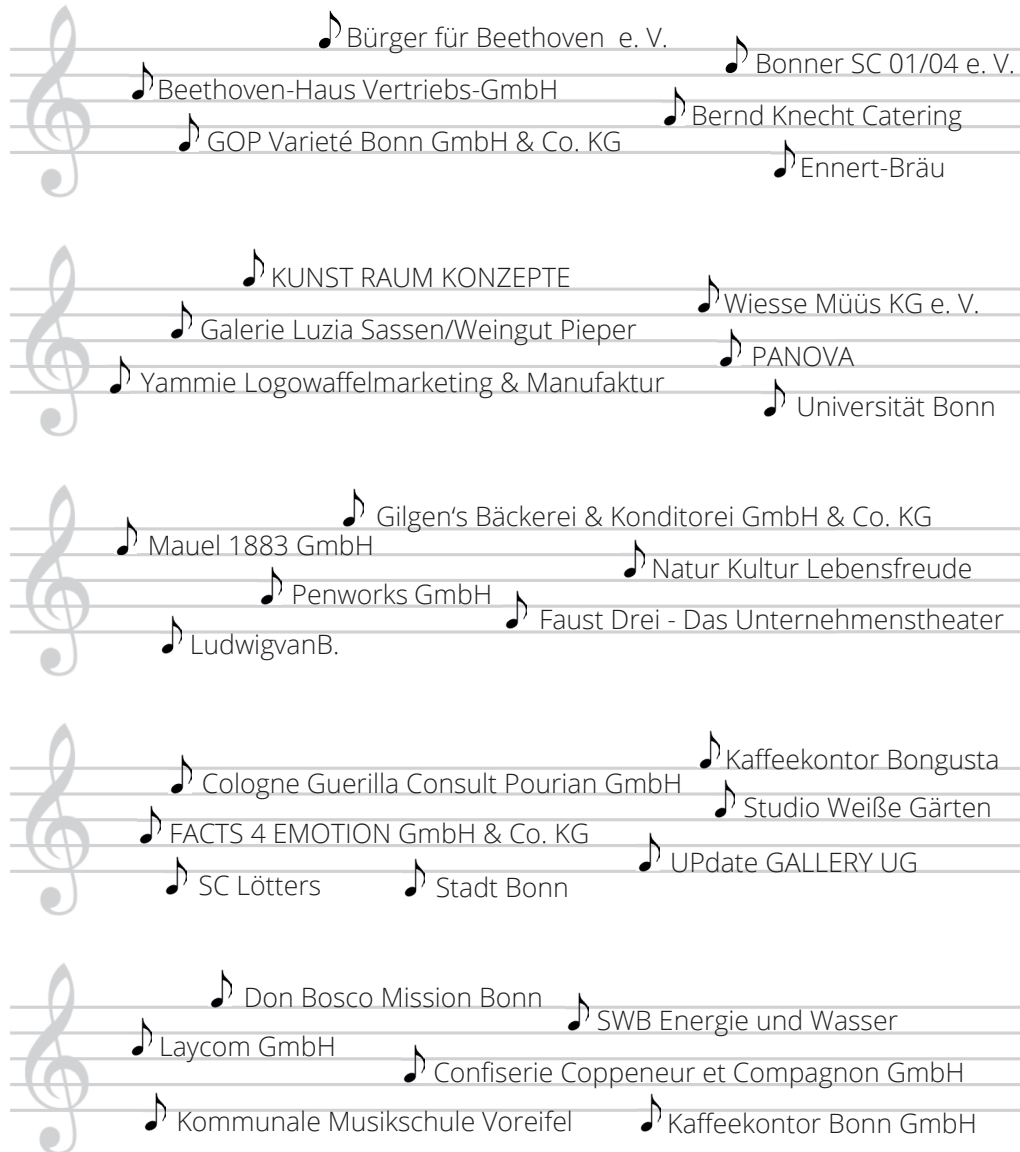 Bürger für Beethoven e. V.
Bonner SC 01/04 e. V.
Beethoven-Haus Vertriebs-GmbH
Bernd Knecht Catering
GOP Varieté Bonn GmbH & Co. KG
Ennert-Bräu
KUNST RAUM KONZEPTE
Wiesse Müüs KG e. V.
Galerie Luzia Sassen/Weingut Pieper
PANOVA
Yammie Logowaffelmarketing & Manufaktur
Universität Bonn
Gilgen‘s Bäckerei & Konditorei GmbH & Co. KG
Mauel 1883 GmbH
Natur Kultur Lebensfreude
Penworks GmbH
Faust Drei - Das Unternehmenstheater
LudwigvanB.
Kaffeekontor Bongusta
Cologne Guerilla Consult Pourian GmbH
Studio Weiße Gärten
FACTS 4 EMOTION GmbH & Co. KG
UPdate GALLERY UG
SC Lötters
Stadt Bonn
Don Bosco Mission Bonn
SWB Energie und Wasser
Laycom GmbH
Confiserie Coppeneur et Compagnon GmbH
Kommunale Musikschule Voreifel
Kaffeekontor Bonn GmbH